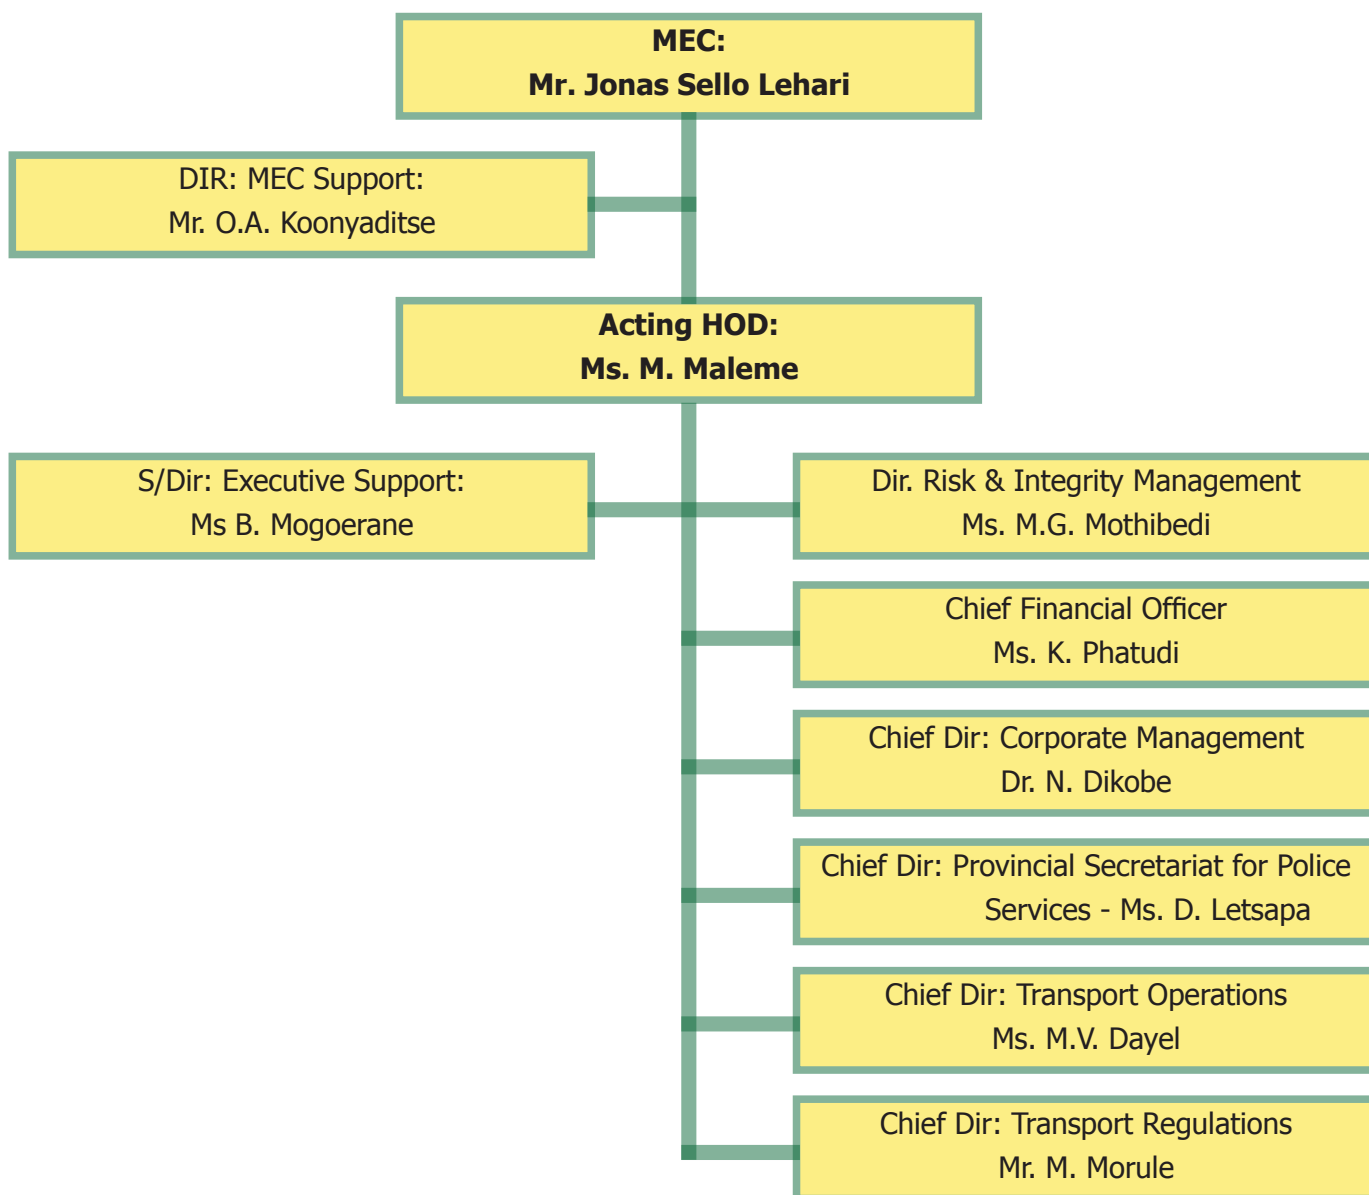 MEC:
Mr. Jonas Sello Lehari
DIR: MEC Support:
Mr. O.A. Koonyaditse
Acting HOD:
Ms. M. Maleme
S/Dir: Executive Support:
Ms B. Mogoerane
Dir. Risk & Integrity Management
Ms. M.G. Mothibedi
Chief Financial Officer
Ms. K. Phatudi
Chief Dir: Corporate Management
Dr. N. Dikobe
Chief Dir: Provincial Secretariat for Police
Services - Ms. D. Letsapa
Chief Dir: Transport Operations
Ms. M.V. Dayel
Chief Dir: Transport Regulations
Mr. M. Morule